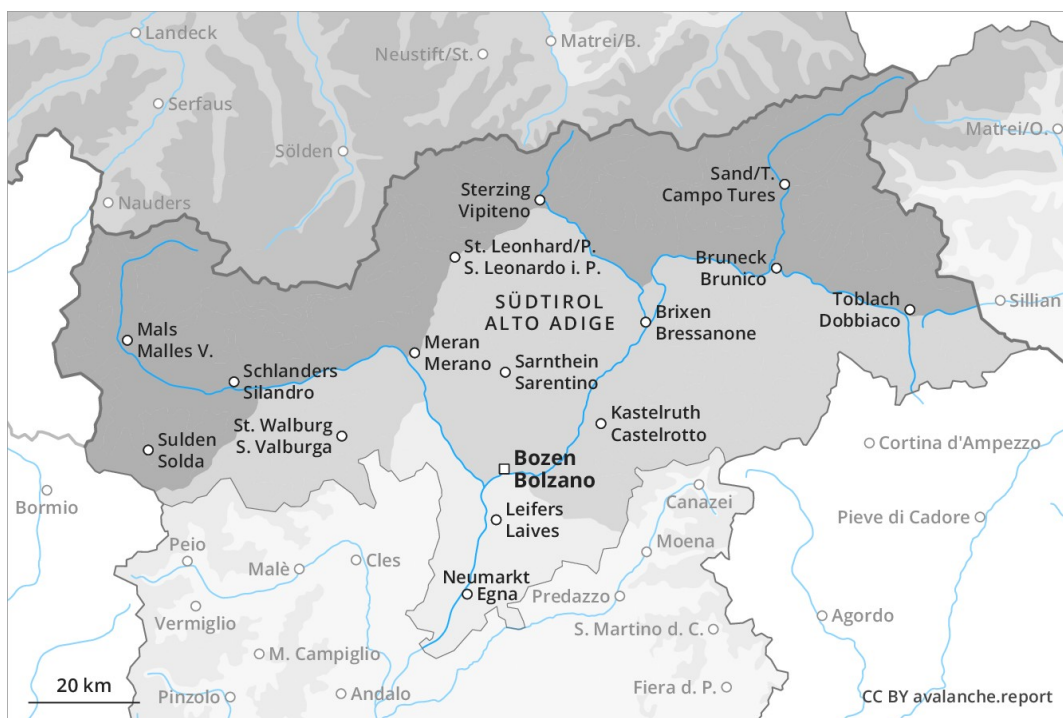 Landeck
Neustift/St.
Matrei/B.
Serfaus
Sölden
Matrei/O.
Nauders
Sterzing
Vipiteno
Sand/T.
Campo Tures
St. Leonhard/P.
S. Leonardo i. P.
Bruneck
Brunico
SÜDTIROL
ALTO ADIGE
Toblach
Dobbiaco
Sillian
Brixen
Bressanone
Mals
Malles V.
Meran
Merano
Sarnthein
Sarentino
Schlanders
Silandro
St. Walburg
S. Valburga
Kastelruth
Castelrotto
Sulden
Solda
Cortina d'Ampezzo
Bozen
Bolzano
Bormio
Canazei
Leifers
Laives
Pieve di Cadore
Peio
Cles
Moena
Malè
Neumarkt
Egna
Predazzo
Vermiglio
Agordo
S. Martino d. C.
M. Campiglio
20 km
Pinzolo
Andalo
Fiera d. P.
CC BY avalanche.report